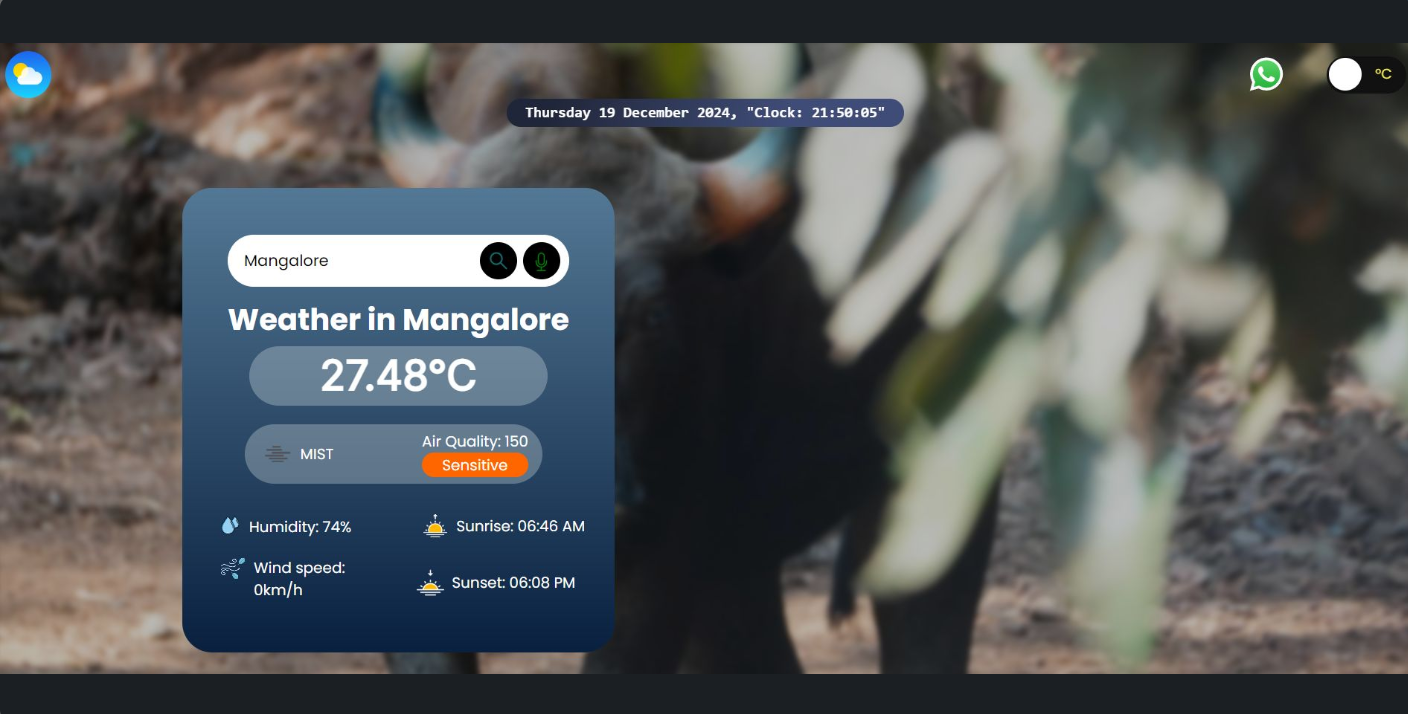 °C
Thursday 19 December 2024, "Clock: 21:50:05"
Mangalore
Weather in Mangalore
27.48°C
MIST
Air Quality: 150
Sensitive
Humidity: 74%
Sunrise: 06:46 AM
Wind speed:
0km/h
Sunset: 06:08 PM